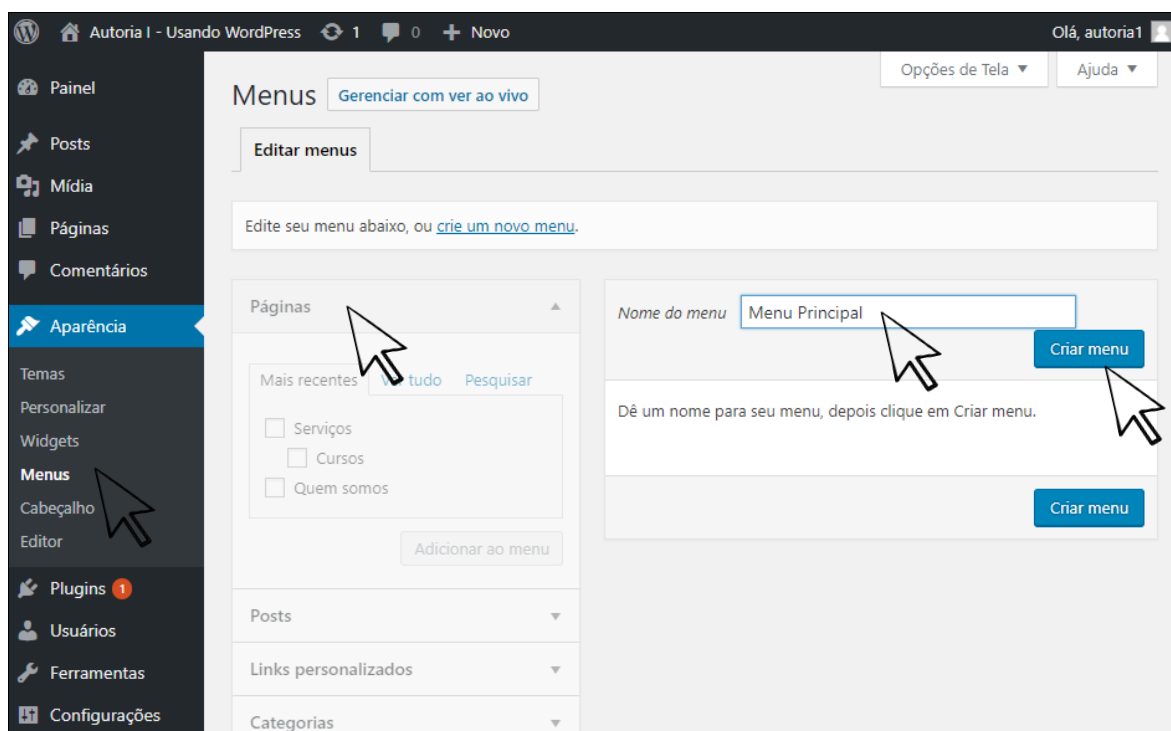 Autoria I - Usando WordPress 1 0 + Novo Olá, autoria1
Opções de Tela Ajuda
Painel
Posts
Mídia
Páginas
Comentários
Aparência
Temas
Personalizar
Widgets
Menus
Cabeçalho
Editor
Plugins 1
Usuários
Ferramentas
Configurações
Menus Gerenciar com ver ao vivo
Editar menus
Edite seu menu abaixo, ou crie um novo menu.
Páginas
Mais recentes Ver tudo Pesquisar
Serviços
Cursos
Quem somos
Adicionar ao menu
Posts
Links personalizados
Categorias
Nome do menu Menu Principal
Criar menu
Dê um nome para seu menu, depois clique em Criar menu.
Criar menu